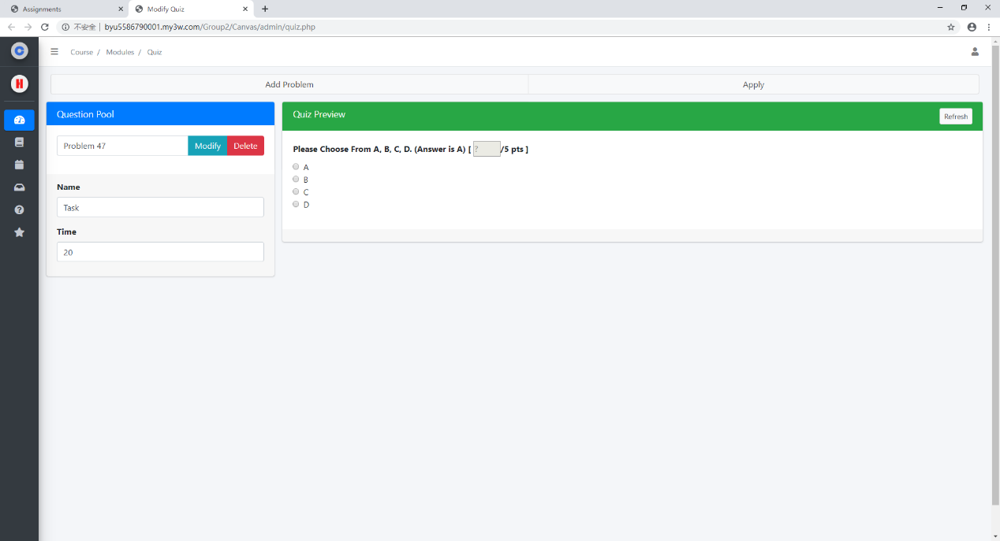 Assignments
Modify Quiz
不安全 byu5586790001.my3w.com/Group2/Canvas/admin/quiz.php
C
H
Course / Modules / Quiz
Add Problem
Apply
Question Pool
Problem 47
Modify
Delete
Name
Task
Time
20
Quiz Preview
Refresh
Please Choose From A, B, C, D. (Answer is A) [ ? /5 pts ]
A
B
C
D